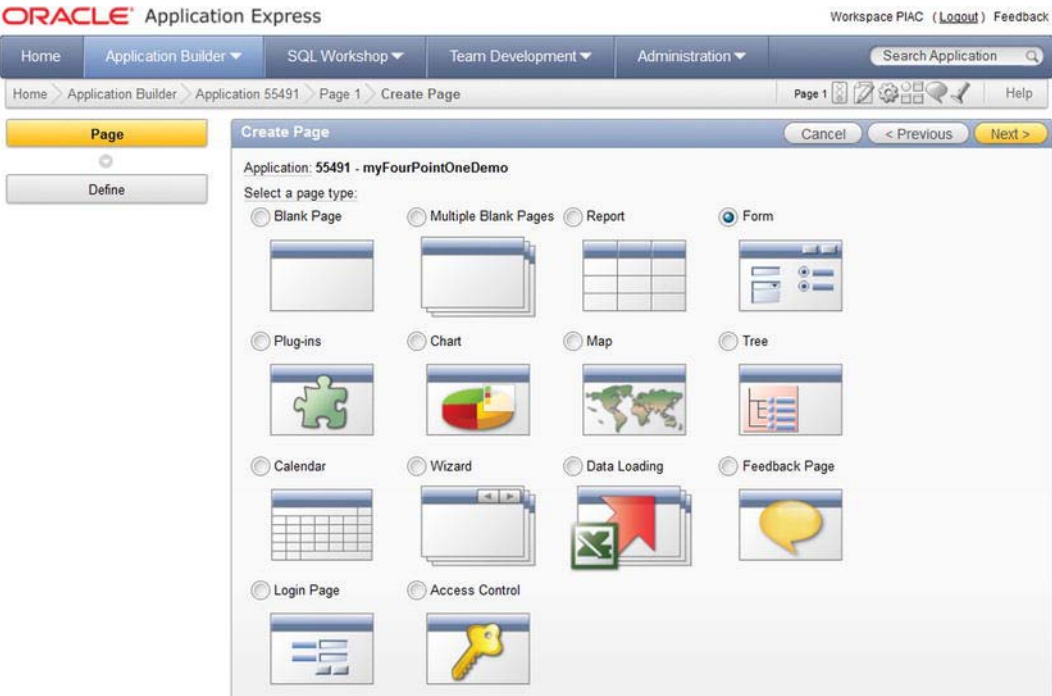 ORACLE Application Express
Workspace PIAC (Logout) Feedback
Home Application Builder SQL Workshop Team Development Administration Search Application
Home Application Builder Application 55491 Page 1 Create Page Page 1 Help
Page
Define
Create Page Cancel < Previous Next >
Application: 55491 - myFourPointOneDemo
Select a page type:
Blank Page Multiple Blank Pages Report Form
Plug-ins Chart Map Tree
Calendar Wizard Data Loading Feedback Page
Login Page Access Control